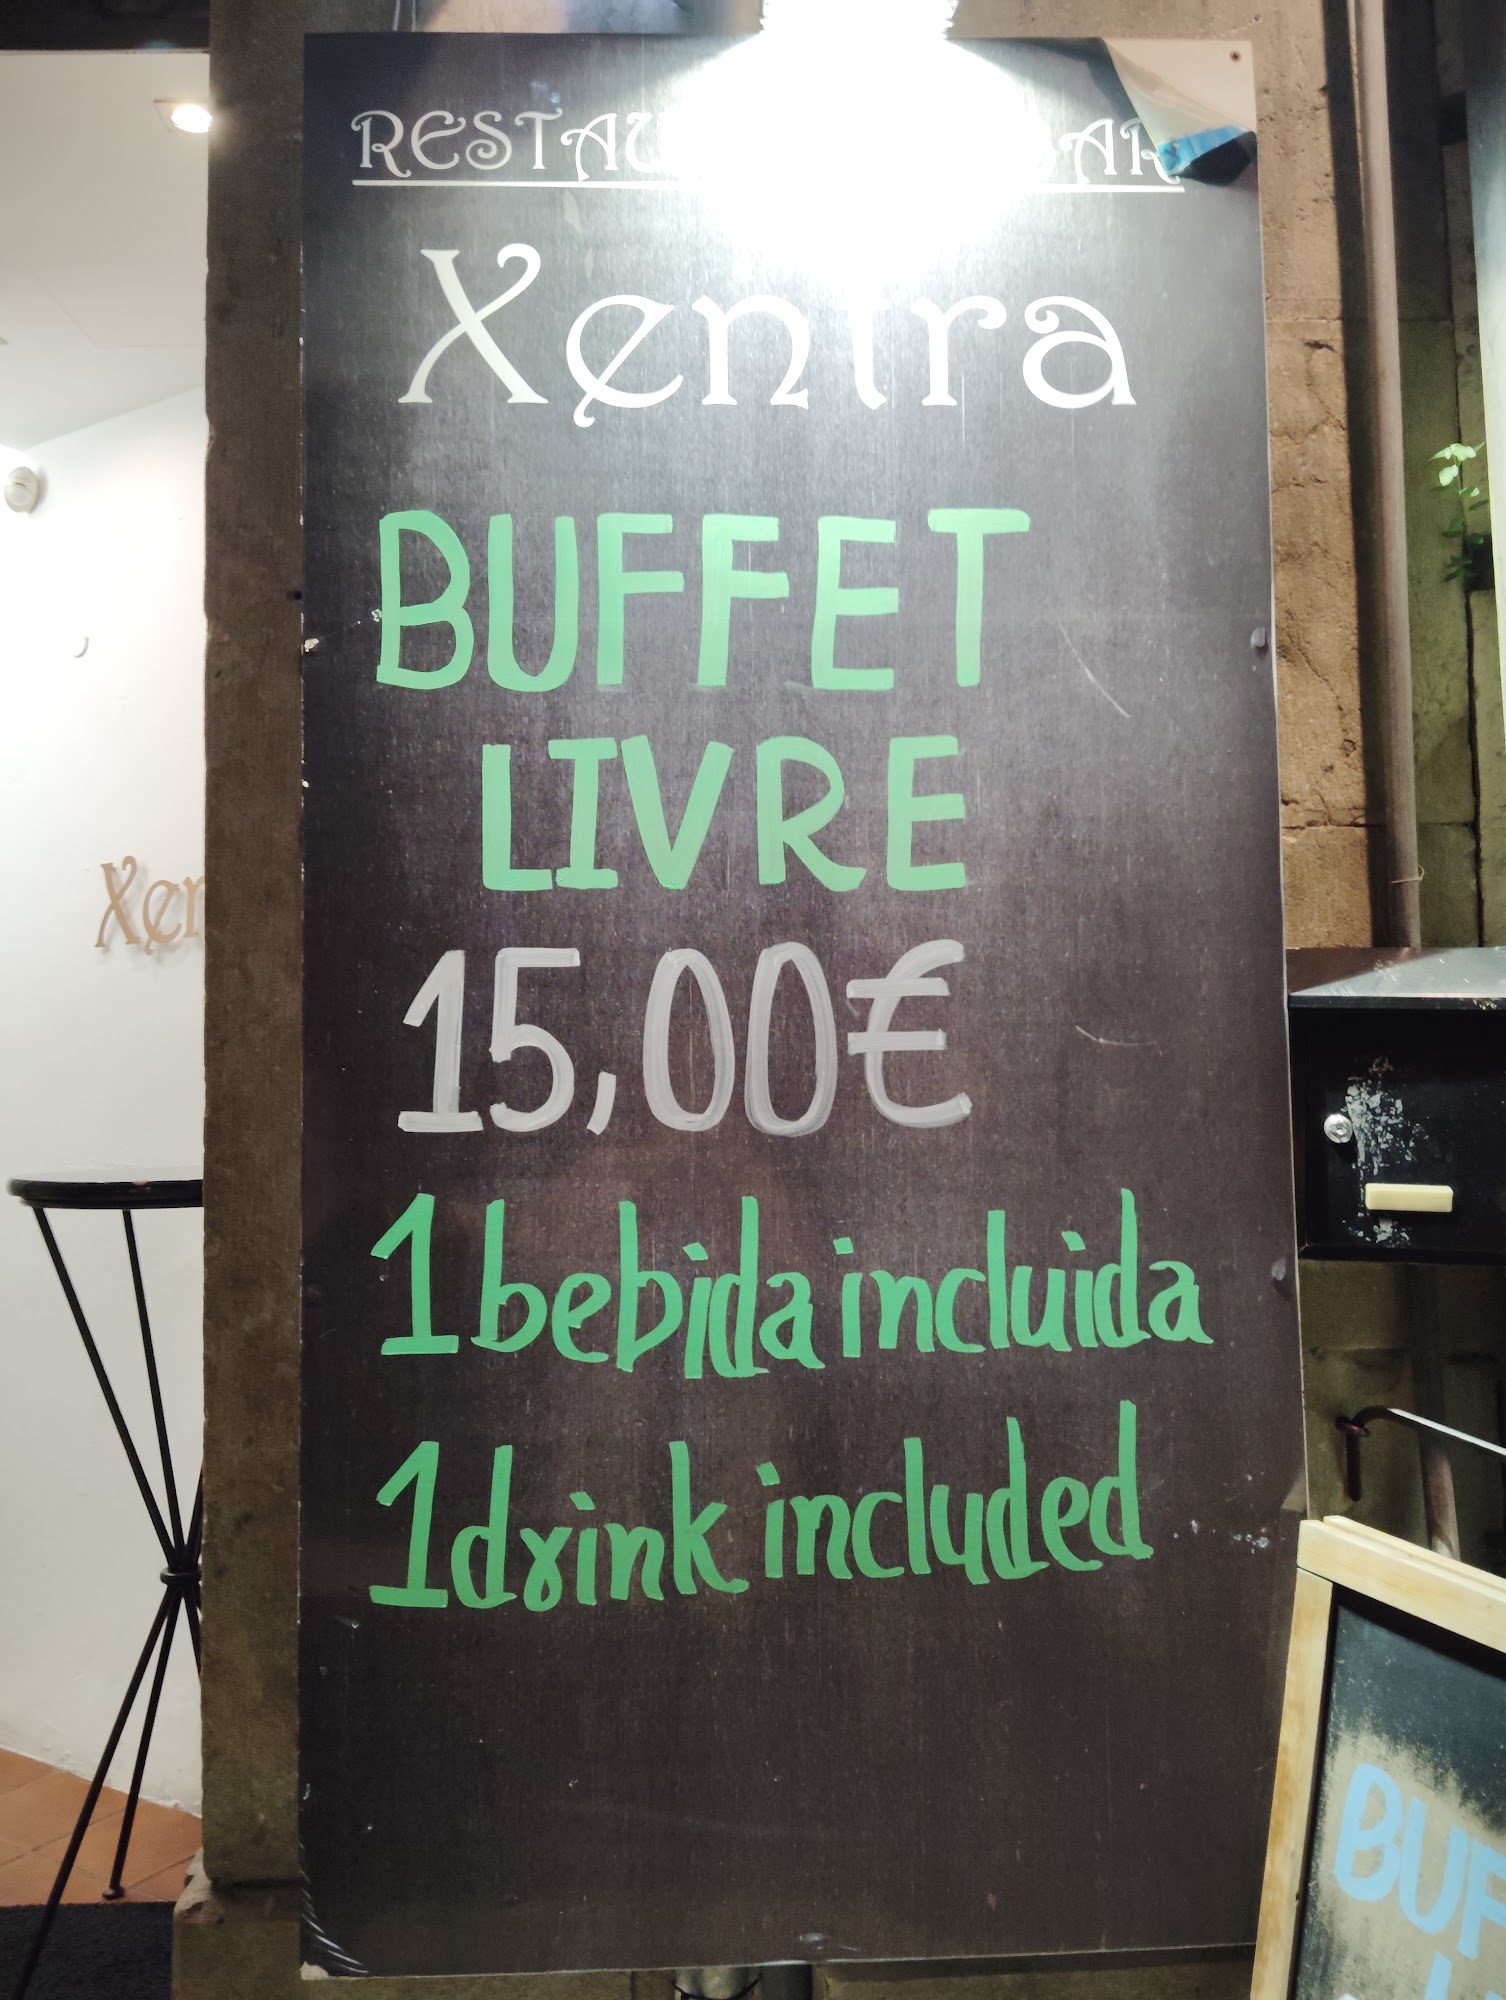 Xentra
BUFFET
LIVRE
15,00€
1 bebida incluida
1 drink included